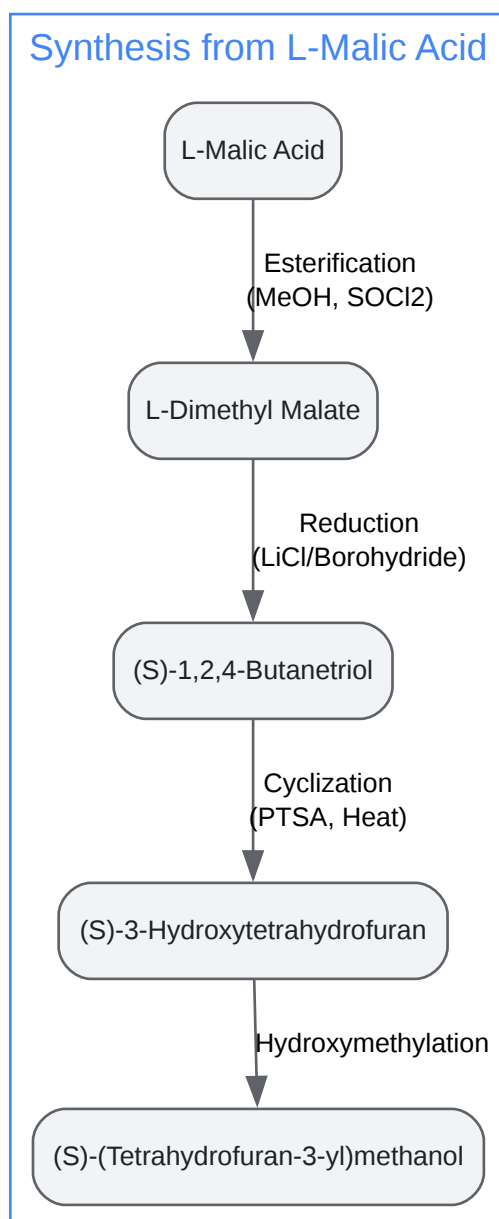 Synthesis from L-Malic Acid
L-Malic Acid
Esterification
(MeOH, SOCl2)
L-Dimethyl Malate
Reduction
(LiCl/Borohydride)
(S)-1,2,4-Butanetriol
Cyclization
(PTSA, Heat)
(S)-3-Hydroxytetrahydrofuran
Hydroxymethylation
(S)-(Tetrahydrofuran-3-yl)methanol